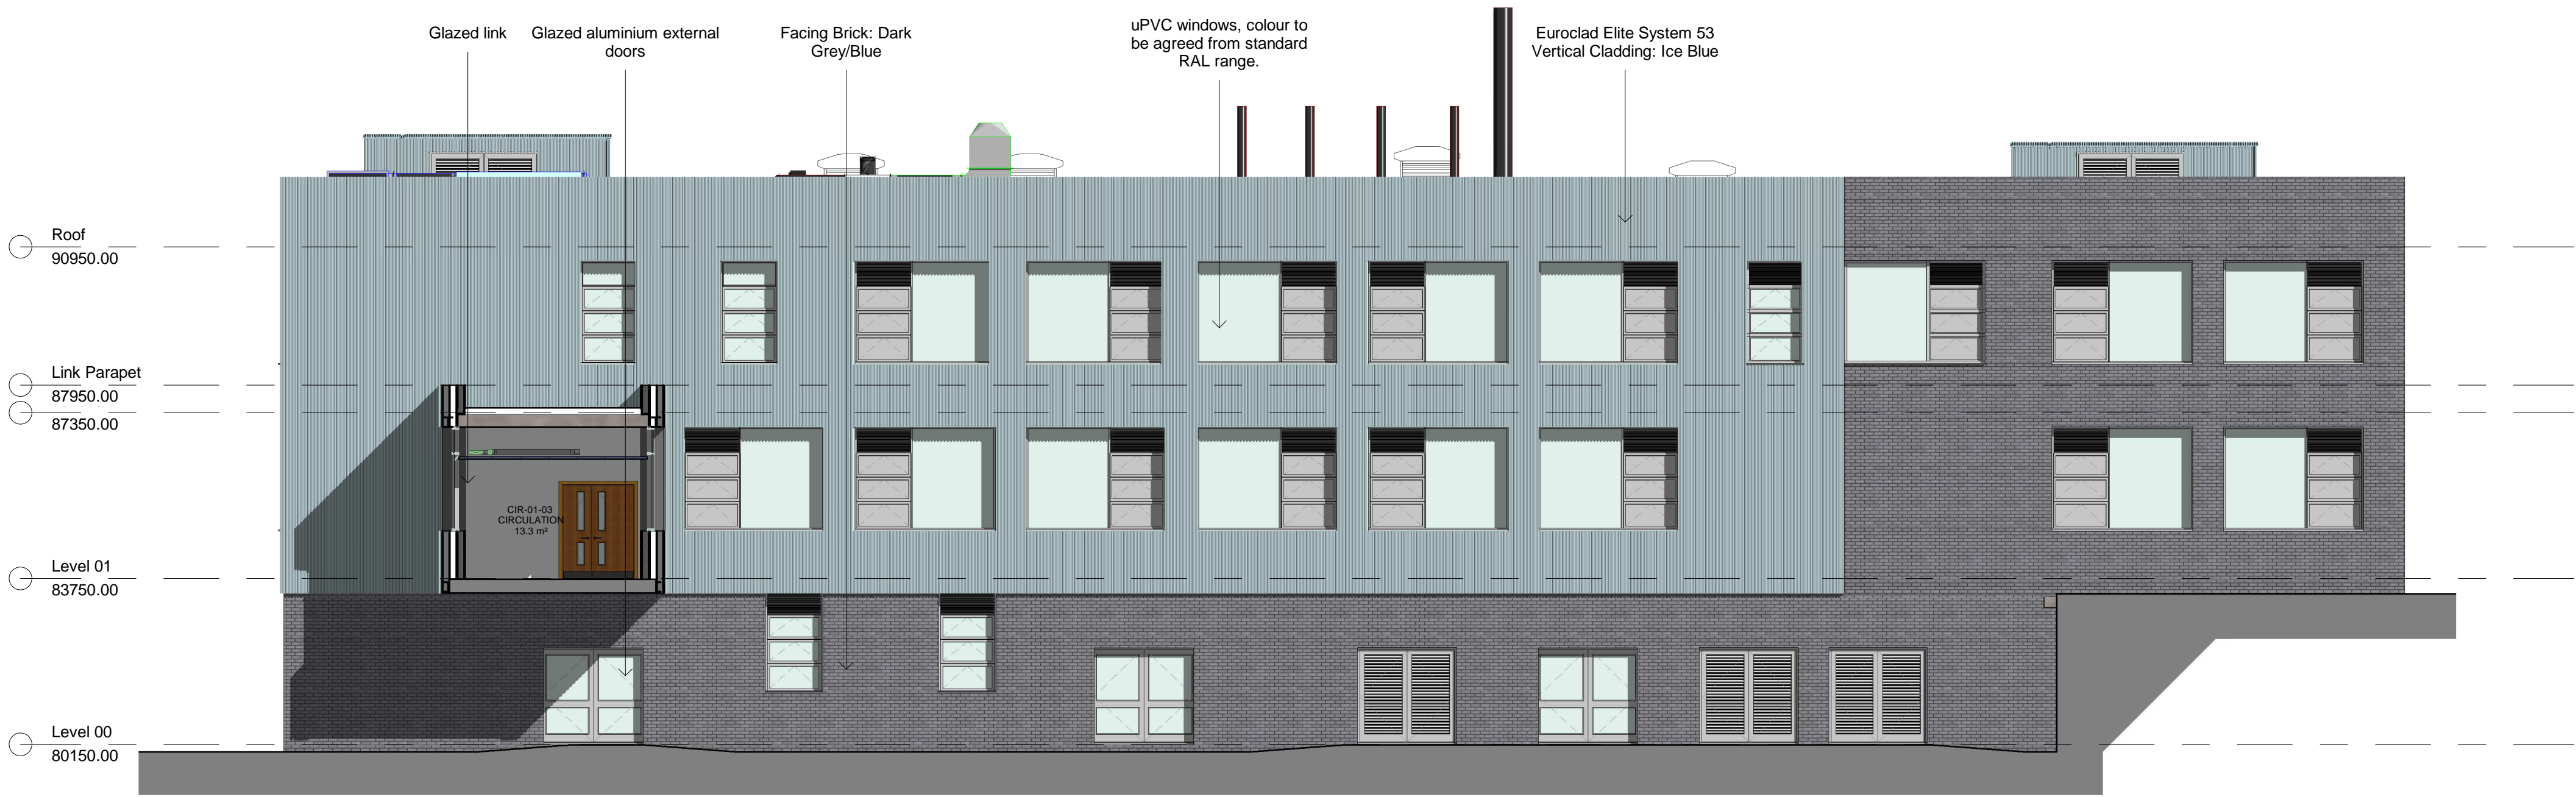 Glazed link
Glazed aluminium external
doors
Facing Brick: Dark
Grey/Blue
uPVC windows, colour to
be agreed from standard
RAL range.
Euroclad Elite System 53
Vertical Cladding: Ice Blue
Roof
90950.00
Link Parapet
87950.00
87350.00
CIR-01-03
CIRCULATION
13.3 m²
Level 01
83750.00
Level 00
80150.00